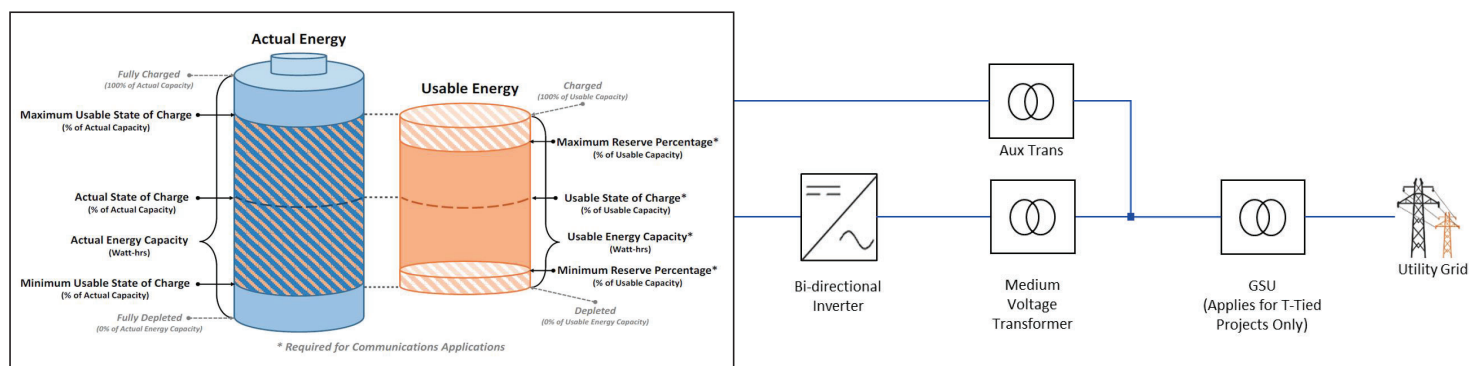 Actual Energy
Fully Charged
(100% of Actual Capacity)
Maximum Usable State of Charge
(% of Actual Capacity)
Actual State of Charge
(% of Actual Capacity)
Actual Energy Capacity
(Watt-hrs)
Minimum Usable State of Charge
(% of Actual Capacity)
Fully Depleted
(0% of Actual Energy Capacity)
Usable Energy
Charged
(100% of Usable Capacity)
Maximum Reserve Percentage*
(% of Usable Capacity)
Usable State of Charge*
(% of Usable Capacity)
Usable Energy Capacity*
(Watt-hrs)
Minimum Reserve Percentage*
(% of Usable Capacity)
Depleted
(0% of Usable Energy Capacity)
* Required for Communications Applications
Aux Trans
Bi-directional
Inverter
Medium
Voltage
Transformer
GSU
(Applies for T-Tied
Projects Only)
Utility Grid